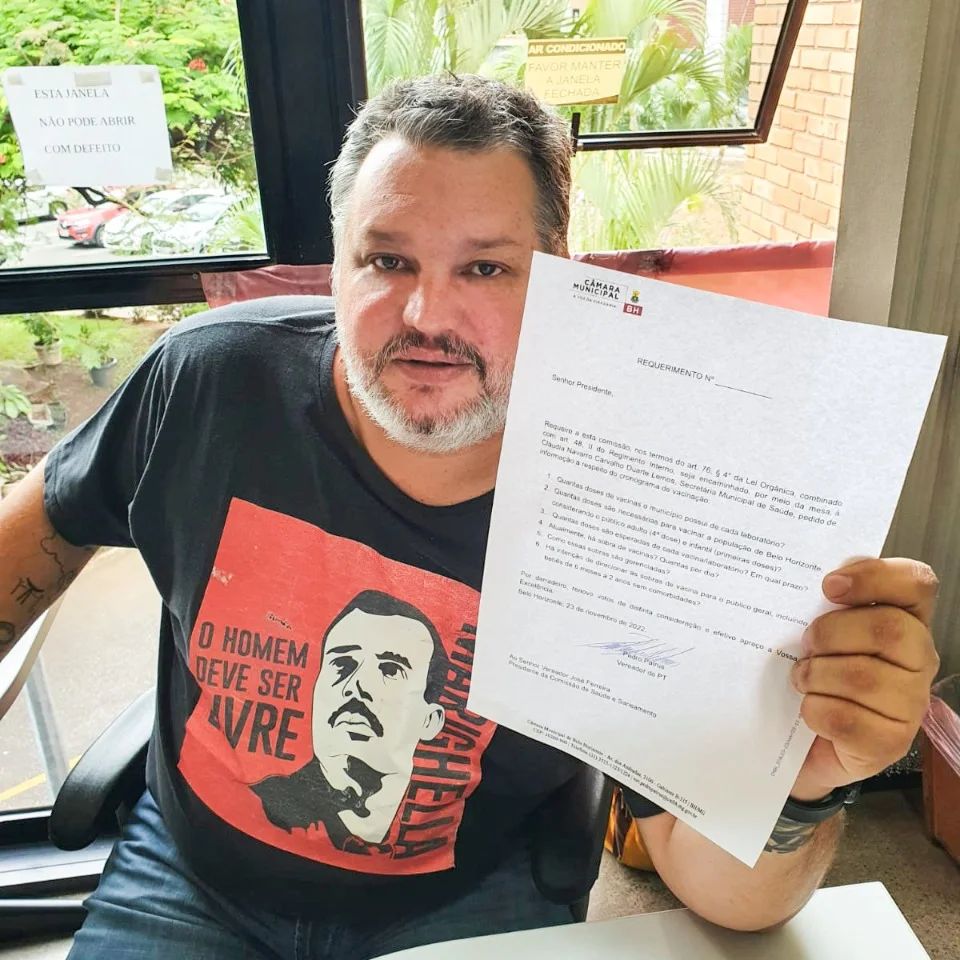 ESTA JANELA
NÃO PODE ABRIR
COM DEFEITO
AR CONDICIONADO
FAVOR MANTER
A JANELA
FECHADA
CÂMARA
MUNICIPAL
BH
REQUERIMENTO Nº
Senhor Presidente,
Requeiro a esta comissão, nos termos do art. 76, § 4° da Lei Orgânica, combinado
com art. 48, II do Regimento Interno, seja encaminhado, por meio da mesa, à
Cláudia Navarro Carvalho Duarte Lemos, Secretária Municipal de Saúde, pedido de
informação a respeito do cronograma de vacinação.
1. Quantas doses de vacinas o município possui de cada laboratório?
2. Quantas doses são necessárias para vacinar a população de Belo Horizonte,
considerando o público adulto (4ª dose) e infantil (primeiras doses)?
3. Quantas doses são esperadas de cada vacina/laboratório? Em qual prazo?
4. Atualmente, há sobra de vacinas? Quantas por dia?
5. Como essas sobras são gerenciadas?
6. Há intenção de direcionar as sobras de vacina para o público geral, incluindo
bebês de 6 meses a 2 anos sem comorbidades?
Por derradeiro, renovo votos de distinta consideração e efetivo apreço a Vossa
Excelência.
Belo Horizonte, 23 de novembro de 2022
Pedro Patrus
Vereador do PT
Ao Senhor Vereador José Ferreira
Presidente da Comissão de Saúde e Saneamento
Câmara Municipal de Belo Horizonte
O HOMEM
DEVE SER
LIVRE
MARIGHELLA